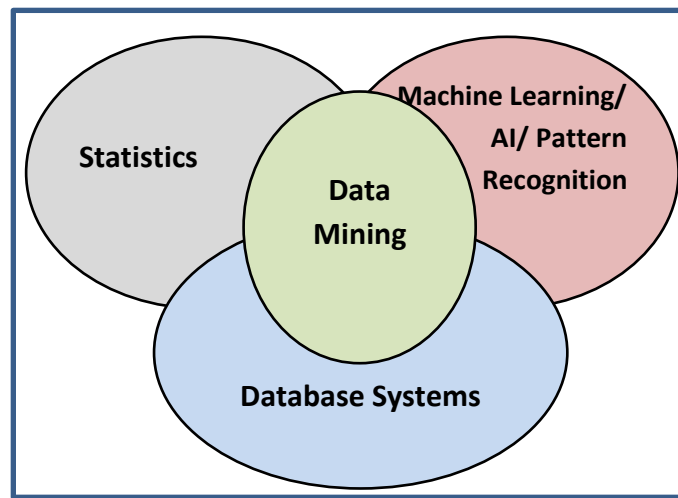 Machine Learning/
AI/ Pattern
Recognition
Statistics
Data
Mining
Database Systems